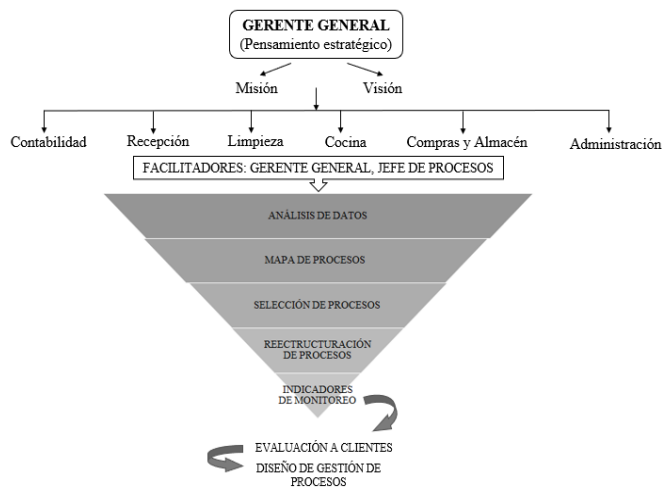 GERENTE GENERAL
(Pensamiento estratégico)
Misión
Visión
Contabilidad
Recepción
Limpieza
Cocina
Compras y Almacén
Administración
FACILITADORES: GERENTE GENERAL, JEFE DE PROCESOS
ANÁLISIS DE DATOS
MAPA DE PROCESOS
SELECCIÓN DE PROCESOS
REECTRUCTURACIÓN
DE PROCESOS
INDICADORES
DE MONITOREO
EVALUACIÓN A CLIENTES
DISEÑO DE GESTIÓN DE
PROCESOS